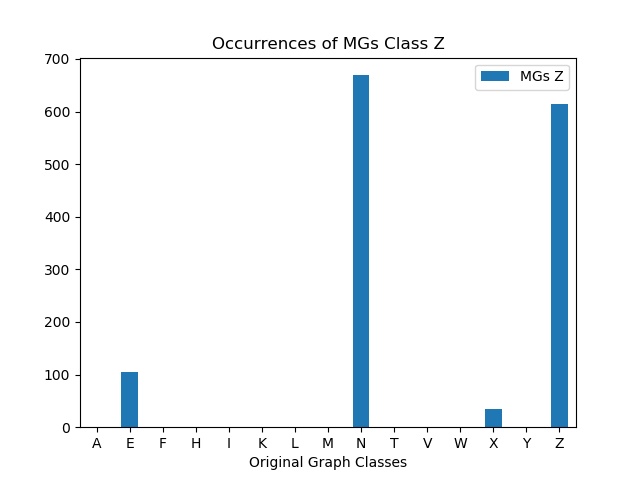 Occurrences of MGs Class Z
MGs Z
700
600
500
400
300
200
100
0
A E F H I K L M N T V W X Y Z
Original Graph Classes